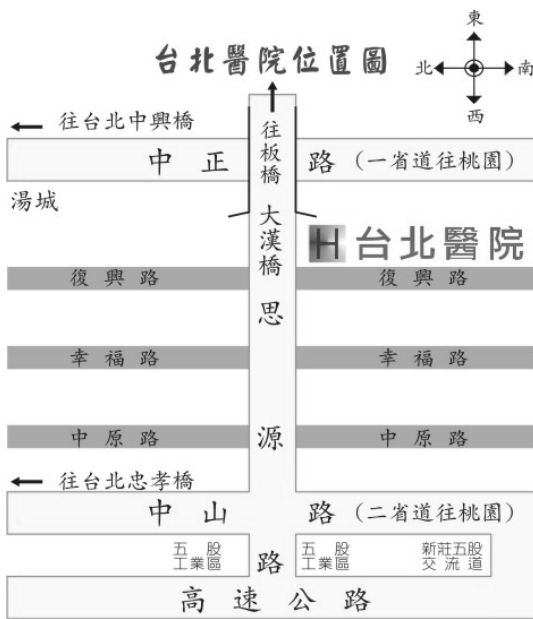 台北醫院位置圖
東
北 南
西
往台北中興橋
往板橋
中正路(一省道往桃園)
湯城
大漢橋
H 台北醫院
復興路 復興路
思源路
幸福路 幸福路
中原路 中原路
往台北忠孝橋
中山路(二省道往桃園)
五股
工業區
五股
工業區
新莊五股
交流道
高速公路